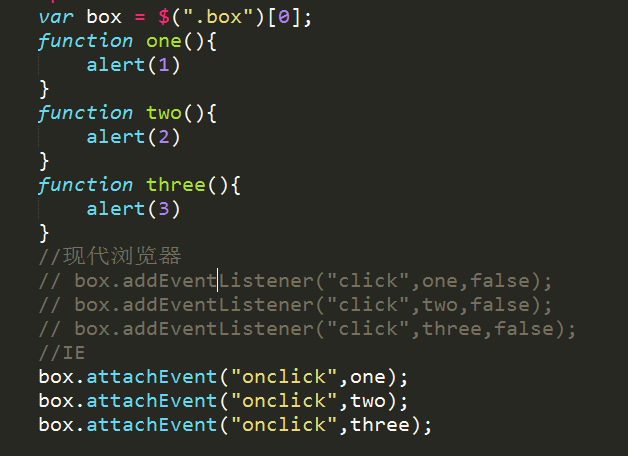 var box = $(".box")[0];
function one(){
alert(1)
}
function two(){
alert(2)
}
function three(){
alert(3)
}
//现代浏览器
// box.addEventListener("click",one,false);
// box.addEventListener("click",two,false);
// box.addEventListener("click",three,false);
//IE
box.attachEvent("onclick",one);
box.attachEvent("onclick",two);
box.attachEvent("onclick",three);